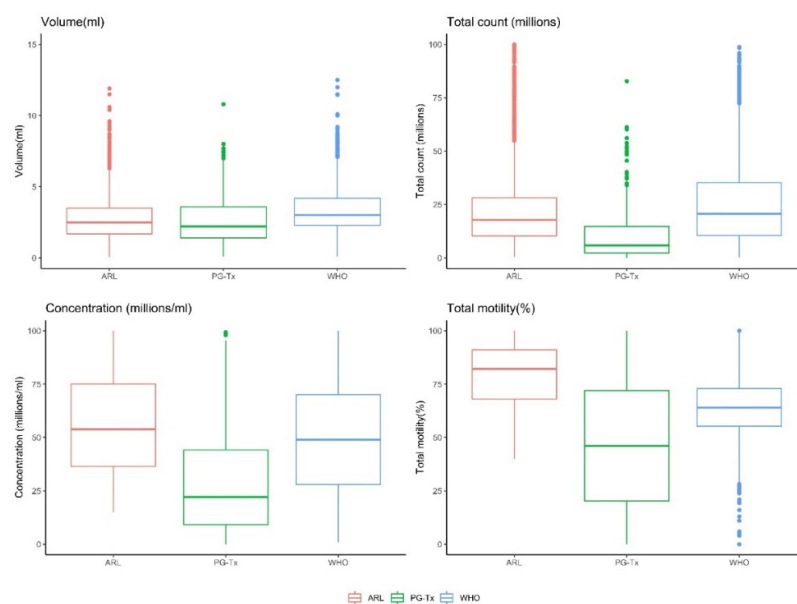 Volume(ml)
15
10
5
0
Volume(ml)
ARL
PG-Tx
WHO
Total count (millions)
100
75
50
25
0
Total count (millions)
ARL
PG-Tx
WHO
Concentration (millions/ml)
100
75
50
25
0
Concentration (millions/ml)
ARL
PG-Tx
WHO
Total motility(%)
100
75
50
25
0
Total motility(%)
ARL
PG-Tx
WHO
ARL PG-Tx WHO